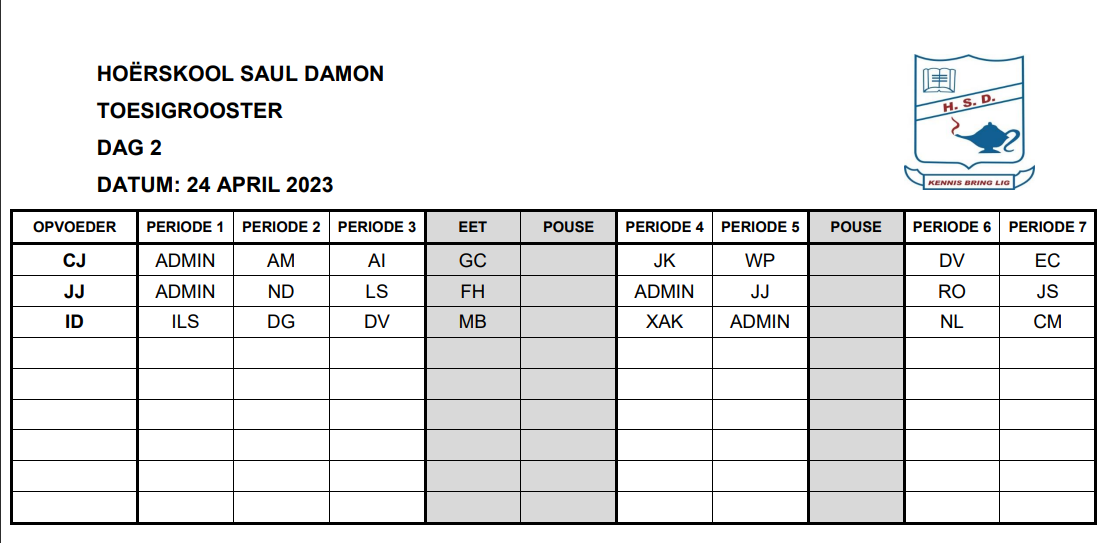 HOËRSKOOL SAUL DAMON
TOESIGROOSTER
DAG 2
DATUM: 24 APRIL 2023
H. S. D.
KENNIS BRING LIG
OPVOEDER PERIODE 1 PERIODE 2 PERIODE 3 EET POUSE PERIODE 4 PERIODE 5 POUSE PERIODE 6 PERIODE 7
CJ ADMIN AM AI GC JK WP DV EC
JJ ADMIN ND LS FH ADMIN JJ RO JS
ID ILS DG DV MB XAK ADMIN NL CM